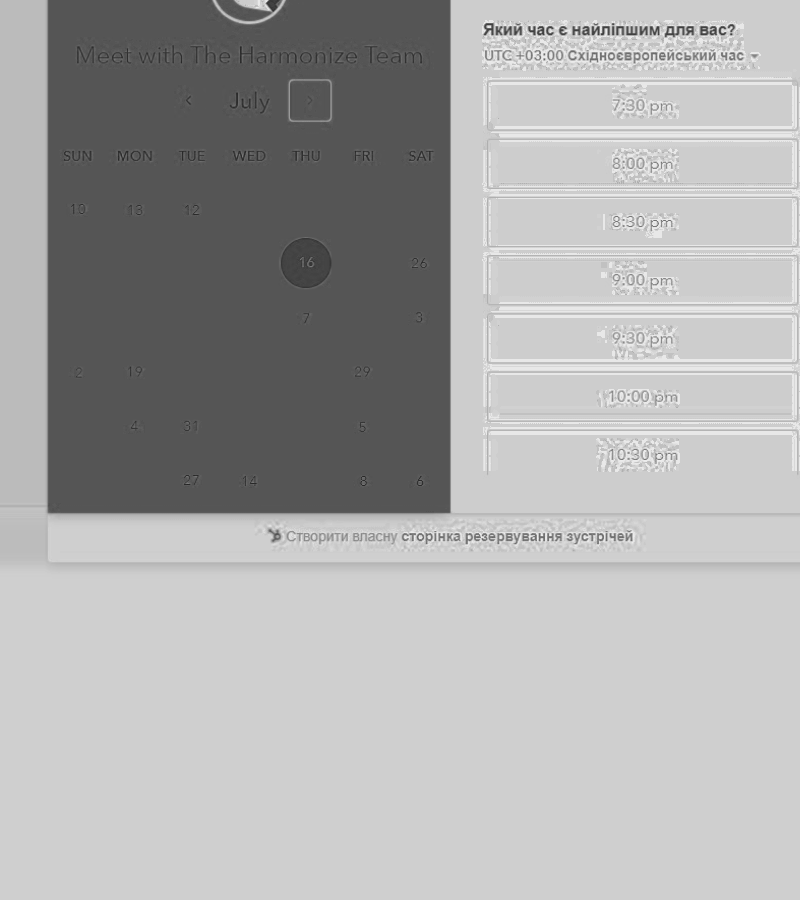 Meet with The Harmonize Team
July
SUN MON TUE WED THU FRI SAT
10 13 12
16 26
7 3
2 19 29
4 31 5
27 14 8 6
Який час є найліпшим для вас?
UTC +03:00 Східноєвропейський час
7:30 pm
8:00 pm
8:30 pm
9:00 pm
9:30 pm
10:00 pm
10:30 pm
Створити власну сторінка резервування зустрічей